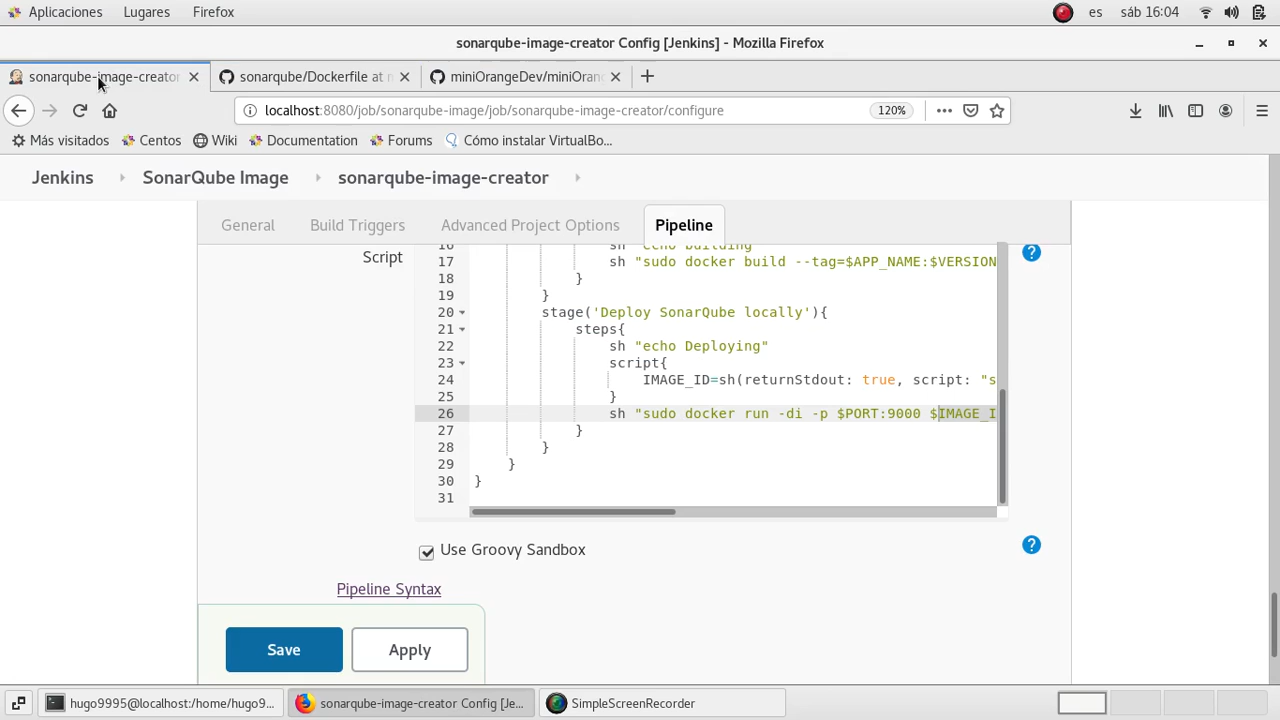 Aplicaciones Lugares Firefox es sáb 16:04
sonarqube-image-creator Config [Jenkins] - Mozilla Firefox
sonarqube-image-creator sonarqube/Dockerfile at miniOrangeDev/miniOran
localhost:8080/job/sonarqube-image/job/sonarqube-image-creator/configure 120%
Más visitados Centos Wiki Documentation Forums Cómo instalar VirtualBo...
Jenkins SonarQube Image sonarqube-image-creator
General Build Triggers Advanced Project Options Pipeline
Script
16 sh "echo Building"
17 sh "sudo docker build --tag=$APP_NAME:$VERSION
18 }
19 }
20 stage('Deploy SonarQube locally'){
21 steps{
22 sh "echo Deploying"
23 script{
24 IMAGE_ID=sh(returnStdout: true, script: "s
25 }
26 sh "sudo docker run -di -p $PORT:9000 $IMAGE_I
27 }
28 }
29 }
30 }
31
Use Groovy Sandbox
Pipeline Syntax
Save Apply
hugo9995@localhost:/home/hugo9... sonarqube-image-creator Config [Je... SimpleScreenRecorder